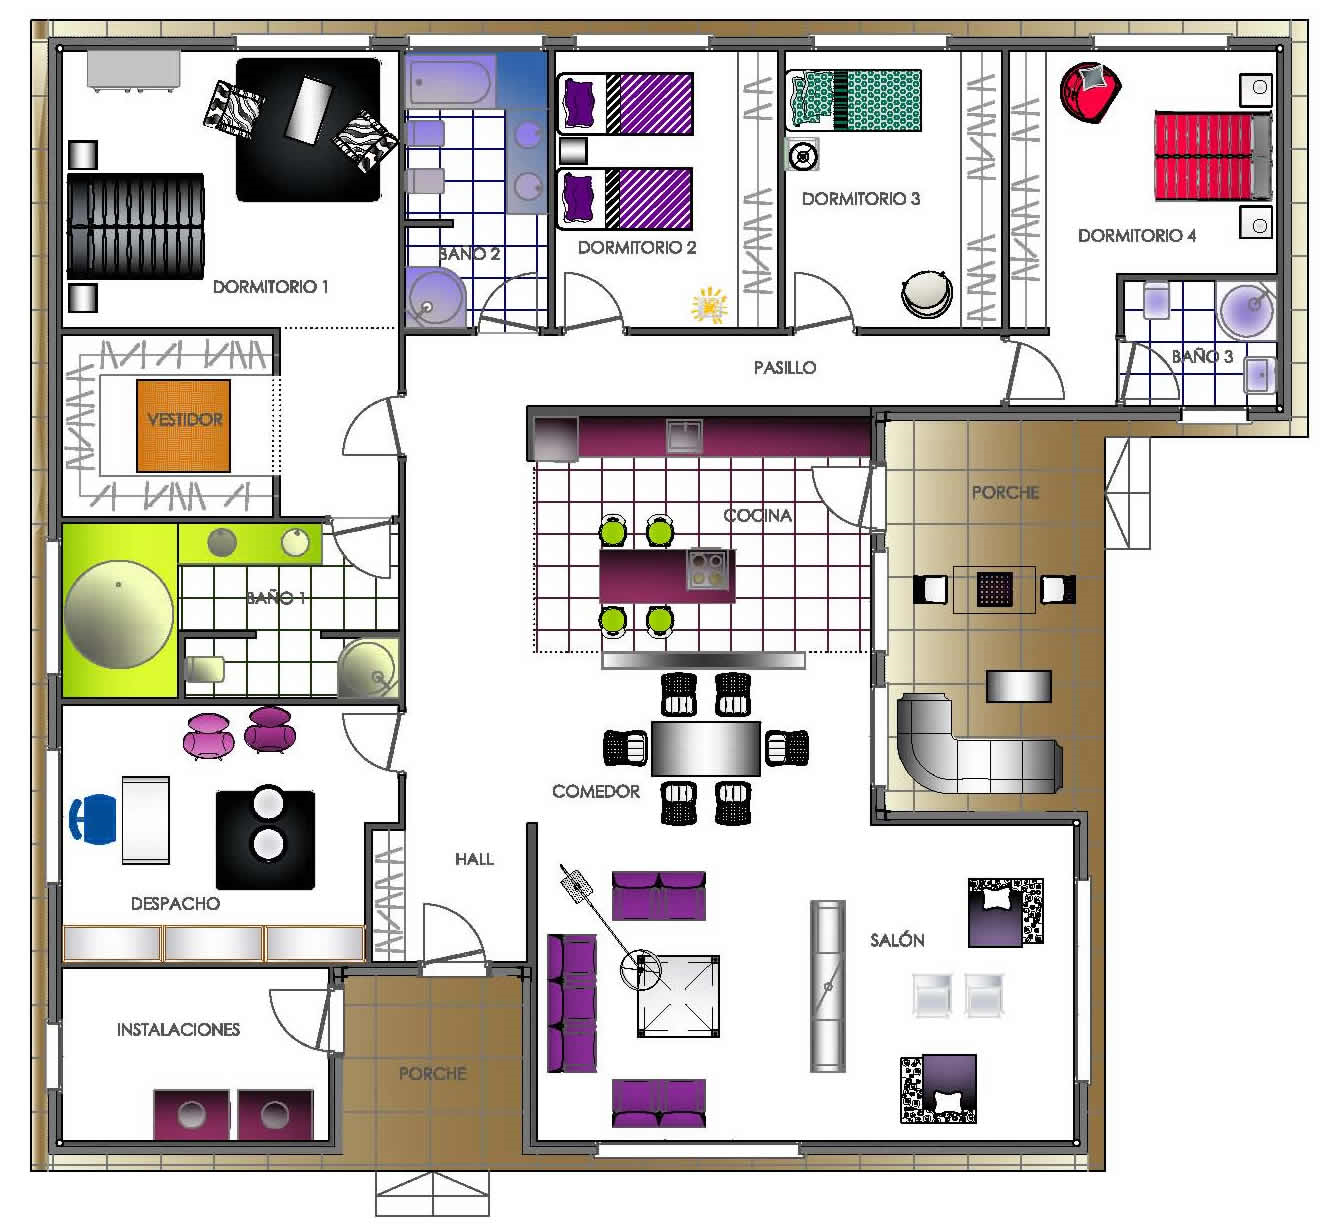 DORMITORIO 1
BAÑO 2
DORMITORIO 2
DORMITORIO 3
DORMITORIO 4
PASILLO
BAÑO 3
VESTIDOR
COCINA
PORCHE
BAÑO 1
COMEDOR
HALL
DESPACHO
SALÓN
INSTALACIONES
PORCHE